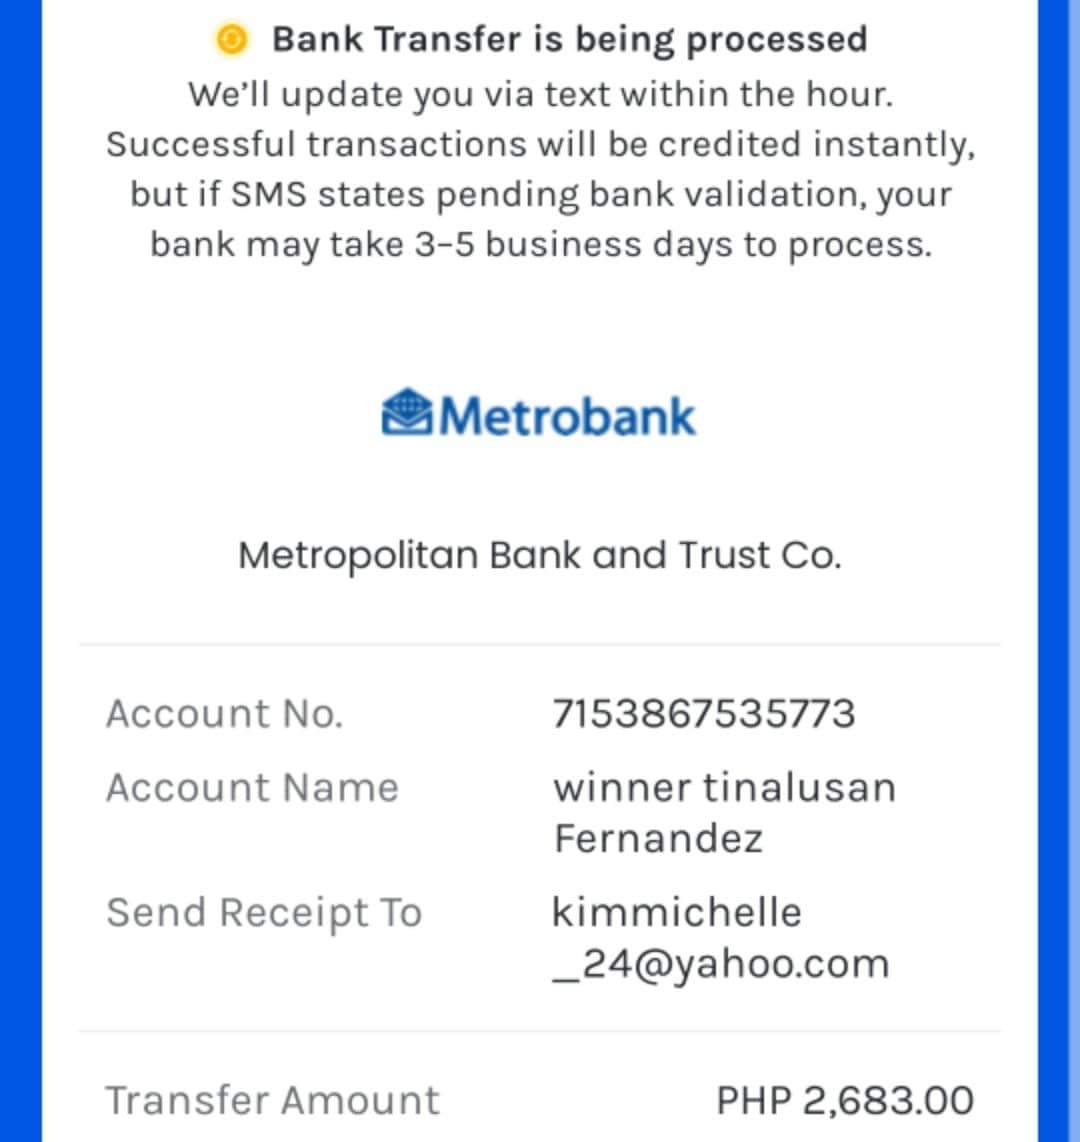 Bank Transfer is being processed
We’ll update you via text within the hour.
Successful transactions will be credited instantly,
but if SMS states pending bank validation, your
bank may take 3–5 business days to process.
Metrobank
Metropolitan Bank and Trust Co.
Account No. 7153867535773
Account Name winner tinalusan
Fernandez
Send Receipt To kimmichelle
_24@yahoo.com
Transfer Amount PHP 2,683.00